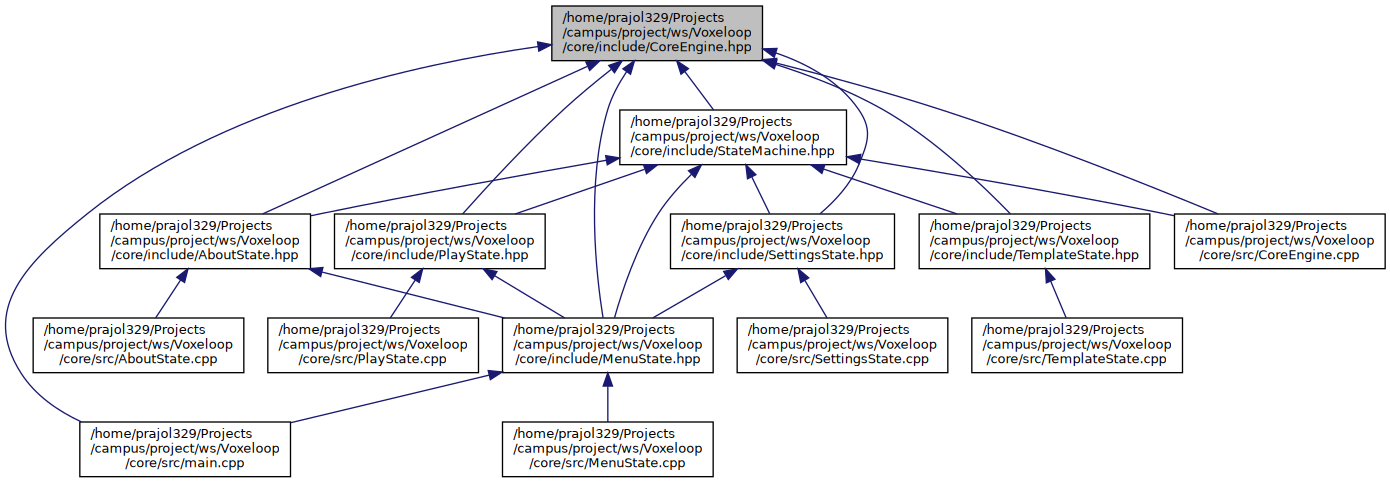 /home/prajol329/Projects
/campus/project/ws/Voxeloop
/core/include/CoreEngine.hpp
/home/prajol329/Projects
/campus/project/ws/Voxeloop
/core/include/StateMachine.hpp
/home/prajol329/Projects
/campus/project/ws/Voxeloop
/core/include/AboutState.hpp
/home/prajol329/Projects
/campus/project/ws/Voxeloop
/core/include/PlayState.hpp
/home/prajol329/Projects
/campus/project/ws/Voxeloop
/core/include/SettingsState.hpp
/home/prajol329/Projects
/campus/project/ws/Voxeloop
/core/include/TemplateState.hpp
/home/prajol329/Projects
/campus/project/ws/Voxeloop
/core/src/CoreEngine.cpp
/home/prajol329/Projects
/campus/project/ws/Voxeloop
/core/src/AboutState.cpp
/home/prajol329/Projects
/campus/project/ws/Voxeloop
/core/src/PlayState.cpp
/home/prajol329/Projects
/campus/project/ws/Voxeloop
/core/include/MenuState.hpp
/home/prajol329/Projects
/campus/project/ws/Voxeloop
/core/src/SettingsState.cpp
/home/prajol329/Projects
/campus/project/ws/Voxeloop
/core/src/TemplateState.cpp
/home/prajol329/Projects
/campus/project/ws/Voxeloop
/core/src/main.cpp
/home/prajol329/Projects
/campus/project/ws/Voxeloop
/core/src/MenuState.cpp